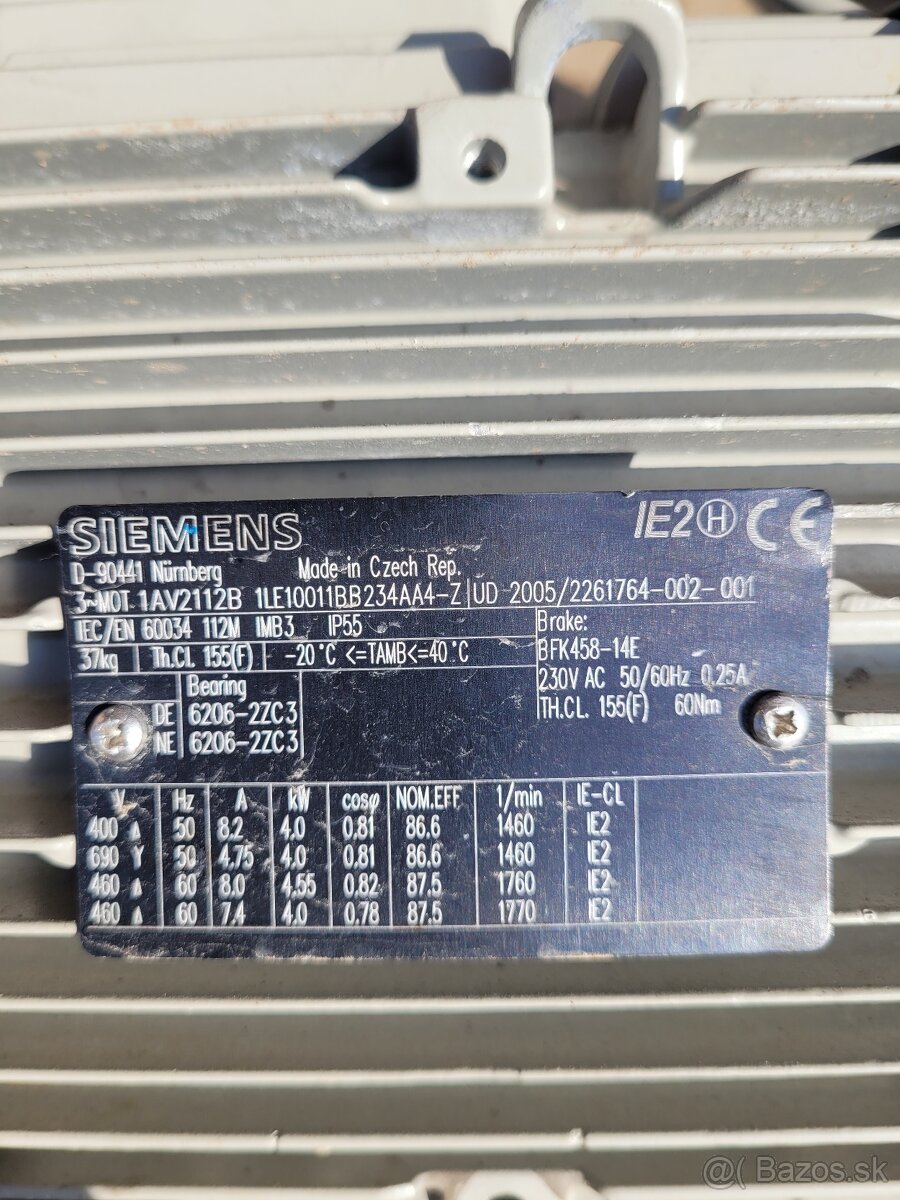 SIEMENS IE2 H CE
D-90441 Nürnberg Made in Czech Rep.
3~MOT 1AV2112B 1LE10011BB234AA4-Z UD 2005/2261764-002-001
IEC/EN 60034 112M IMB3 IP55 Brake:
37kg Th.Cl. 155(F) -20°C <=TAMB<=40°C BFK458-14E
Bearing 230V AC 50/60Hz 0,25A
DE 6206-2ZC3 TH.CL. 155(F) 60Nm
NE 6206-2ZC3
V Hz A kW cosφ NOM.EFF 1/min IE-CL
400 Δ 50 8.2 4.0 0.81 86.6 1460 IE2
690 Y 50 4.75 4.0 0.81 86.6 1460 IE2
460 Δ 60 8.0 4.55 0.82 87.5 1760 IE2
460 Δ 60 7.4 4.0 0.78 87.5 1770 IE2
@( Bazos.sk